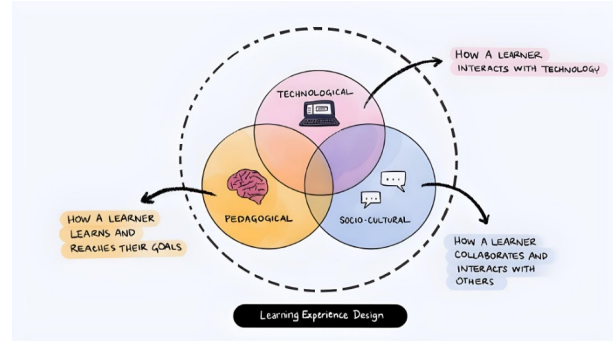 HOW A LEARNER
INTERACTS WITH TECHNOLOGY
TECHNOLOGICAL
PEDAGOGICAL
SOCIO-CULTURAL
HOW A LEARNER
LEARNS AND
REACHES THEIR GOALS
HOW A LEARNER
COLLABORATES AND
INTERACTS WITH
OTHERS
Learning Experience Design